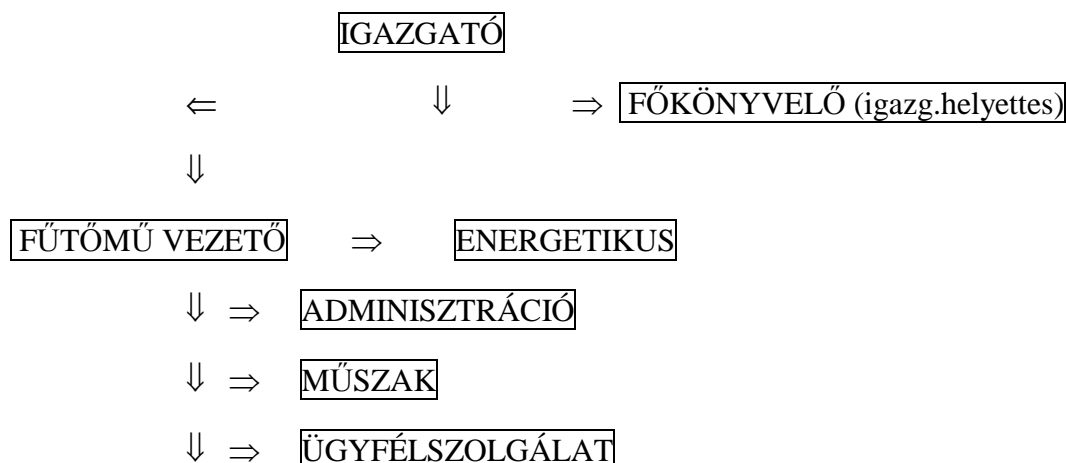 IGAZGATÓ
⇐ ⇓ ⇒ FŐKÖNYVELŐ (igazg.helyettes)
⇓
FŰTŐMŰ VEZETŐ ⇒ ENERGETIKUS
⇓ ⇒ ADMINISZTRÁCIÓ
⇓ ⇒ MŰSZAK
⇓ ⇒ ÜGYFÉLSZOLGÁLAT